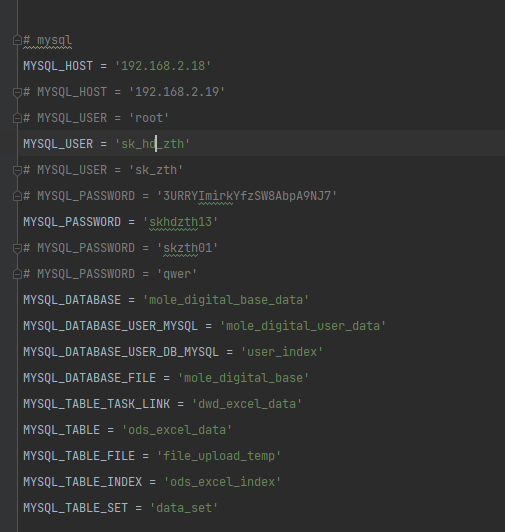 # mysql
MYSQL_HOST = '192.168.2.18'
# MYSQL_HOST = '192.168.2.19'
# MYSQL_USER = 'root'
MYSQL_USER = 'sk_hd_zth'
# MYSQL_USER = 'sk_zth'
# MYSQL_PASSWORD = '3URRYImirkYfzSW8AbpA9NJ7'
MYSQL_PASSWORD = 'skhdzth13'
# MYSQL_PASSWORD = 'skzth01'
# MYSQL_PASSWORD = 'qwer'
MYSQL_DATABASE = 'mole_digital_base_data'
MYSQL_DATABASE_USER_MYSQL = 'mole_digital_user_data'
MYSQL_DATABASE_USER_DB_MYSQL = 'user_index'
MYSQL_DATABASE_FILE = 'mole_digital_base'
MYSQL_TABLE_TASK_LINK = 'dwd_excel_data'
MYSQL_TABLE = 'ods_excel_data'
MYSQL_TABLE_FILE = 'file_upload_temp'
MYSQL_TABLE_INDEX = 'ods_excel_index'
MYSQL_TABLE_SET = 'data_set'